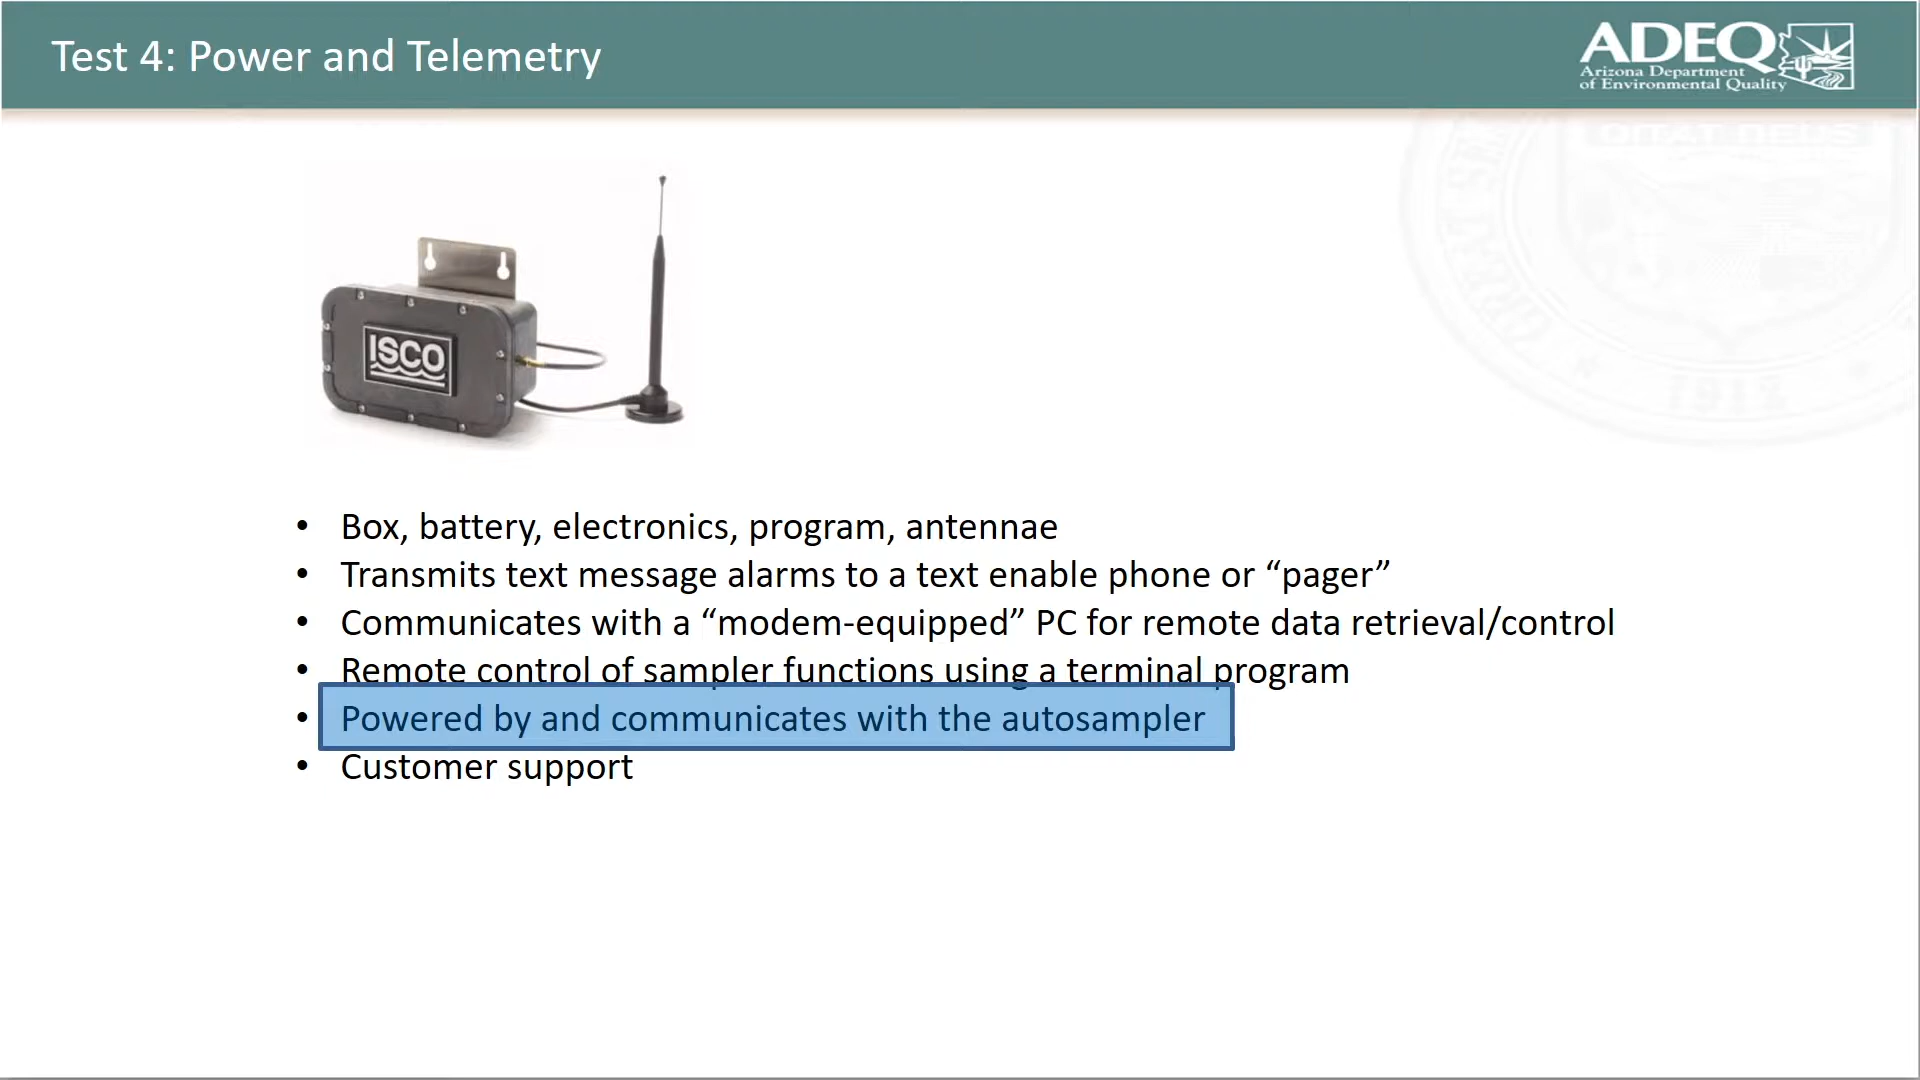 Test 4: Power and Telemetry
ADEQ
Arizona Department
of Environmental Quality
ISCO
• Box, battery, electronics, program, antennae
• Transmits text message alarms to a text enable phone or “pager”
• Communicates with a “modem-equipped” PC for remote data retrieval/control
• Remote control of sampler functions using a terminal program
• Powered by and communicates with the autosampler
• Customer support
1912